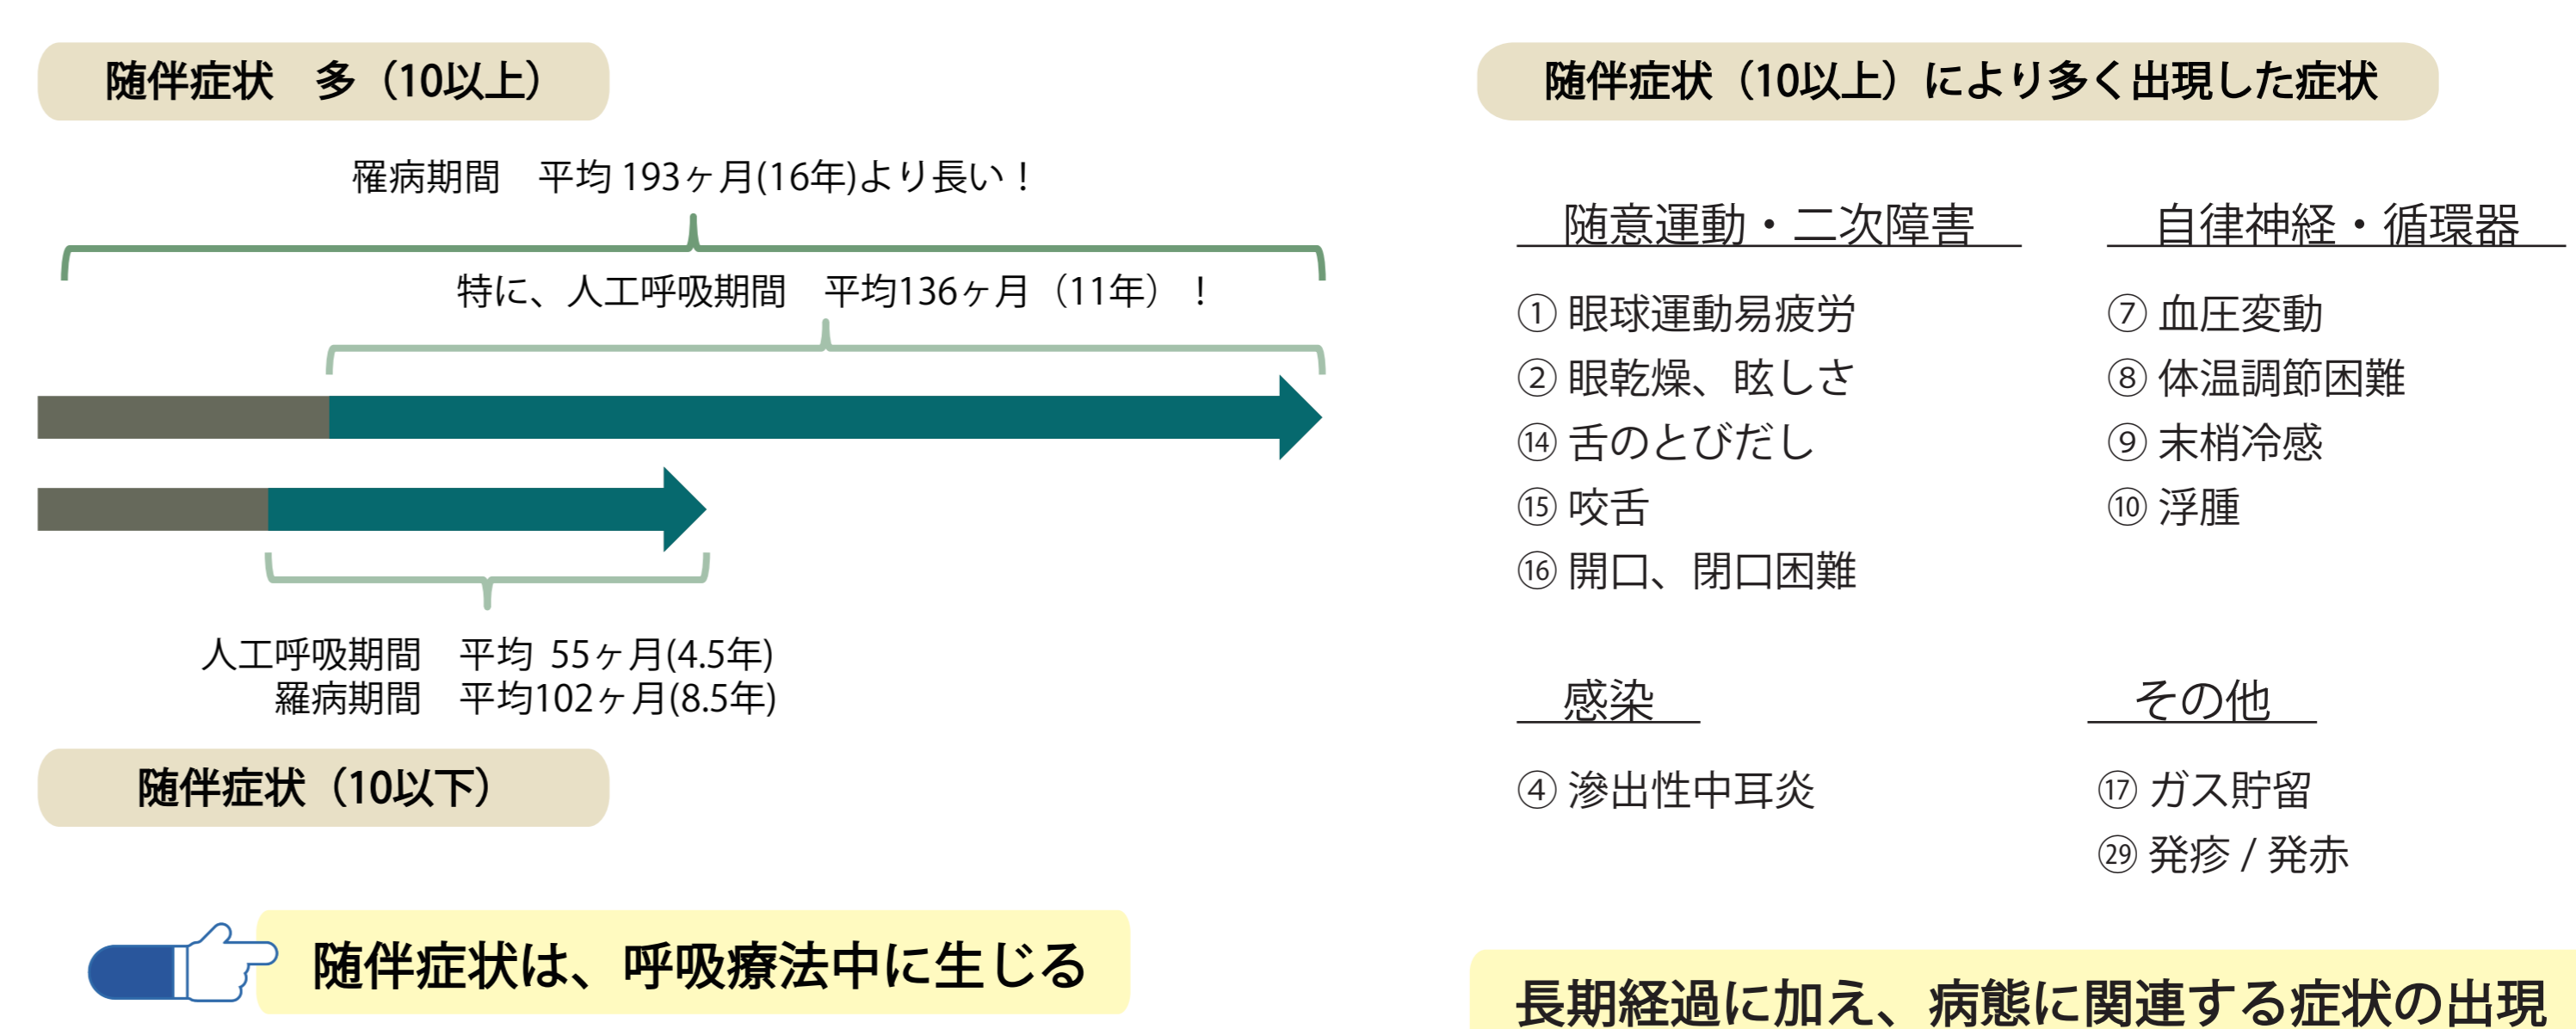 随伴症状　多（10以上）
罹病期間　平均 193ヶ月(16年)より長い！
特に、人工呼吸期間　平均136ヶ月（11年）！
人工呼吸期間　平均 55ヶ月(4.5年)
羅病期間　平均102ヶ月(8.5年)
随伴症状（10以下）
随伴症状は、呼吸療法中に生じる
随伴症状（10以上）により多く出現した症状
随意運動・二次障害
① 眼球運動易疲労
② 眼乾燥、眩しさ
⑭ 舌のとびだし
⑮ 咬舌
⑯ 開口、閉口困難
自律神経・循環器
⑦ 血圧変動
⑧ 体温調節困難
⑨ 末梢冷感
⑩ 浮腫
感染
④ 滲出性中耳炎
その他
⑰ ガス貯留
㉙ 発疹 / 発赤
長期経過に加え、病態に関連する症状の出現